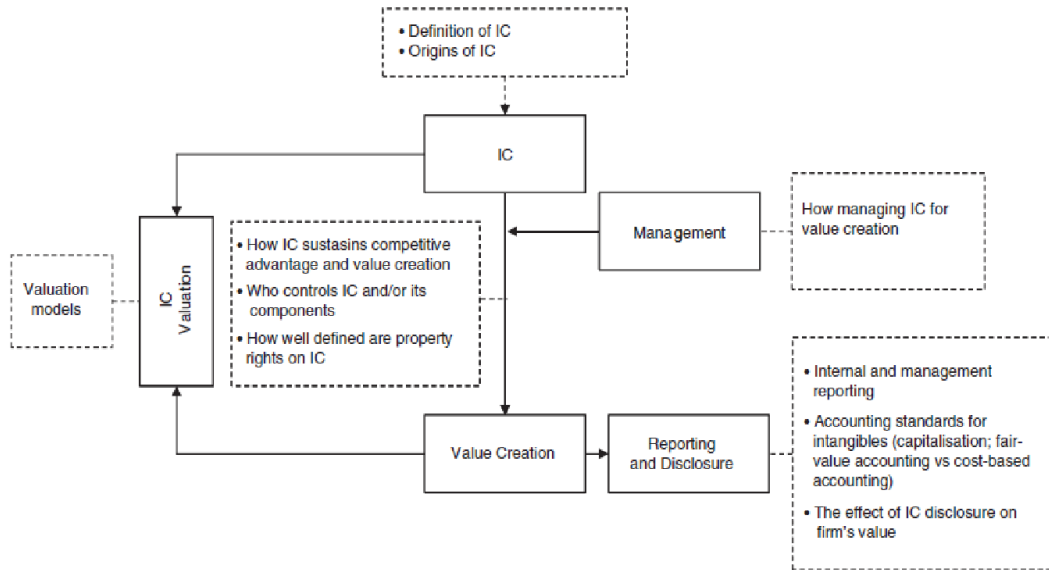 • Definition of IC
• Origins of IC
IC
Management
How managing IC for
value creation
• How IC sustasins competitive
advantage and value creation
• Who controls IC and/or its
components
• How well defined are property
rights on IC
Valuation
models
IC
Valuation
Value Creation
Reporting
and Disclosure
• Internal and management
reporting
• Accounting standards for
intangibles (capitalisation; fair-
value accounting vs cost-based
accounting)
• The effect of IC disclosure on
firm's value